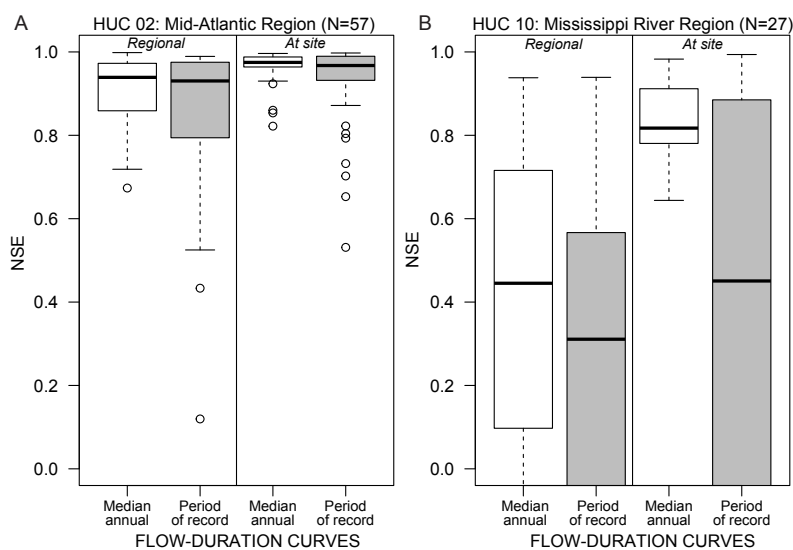 A
HUC 02: Mid-Atlantic Region (N=57)
Regional
At site
1.0
0.8
0.6
0.4
0.2
0.0
NSE
Median
annual
Period
of record
Median
annual
Period
of record
FLOW-DURATION CURVES
B
HUC 10: Mississippi River Region (N=27)
Regional
At site
1.0
0.8
0.6
0.4
0.2
0.0
NSE
Median
annual
Period
of record
Median
annual
Period
of record
FLOW-DURATION CURVES